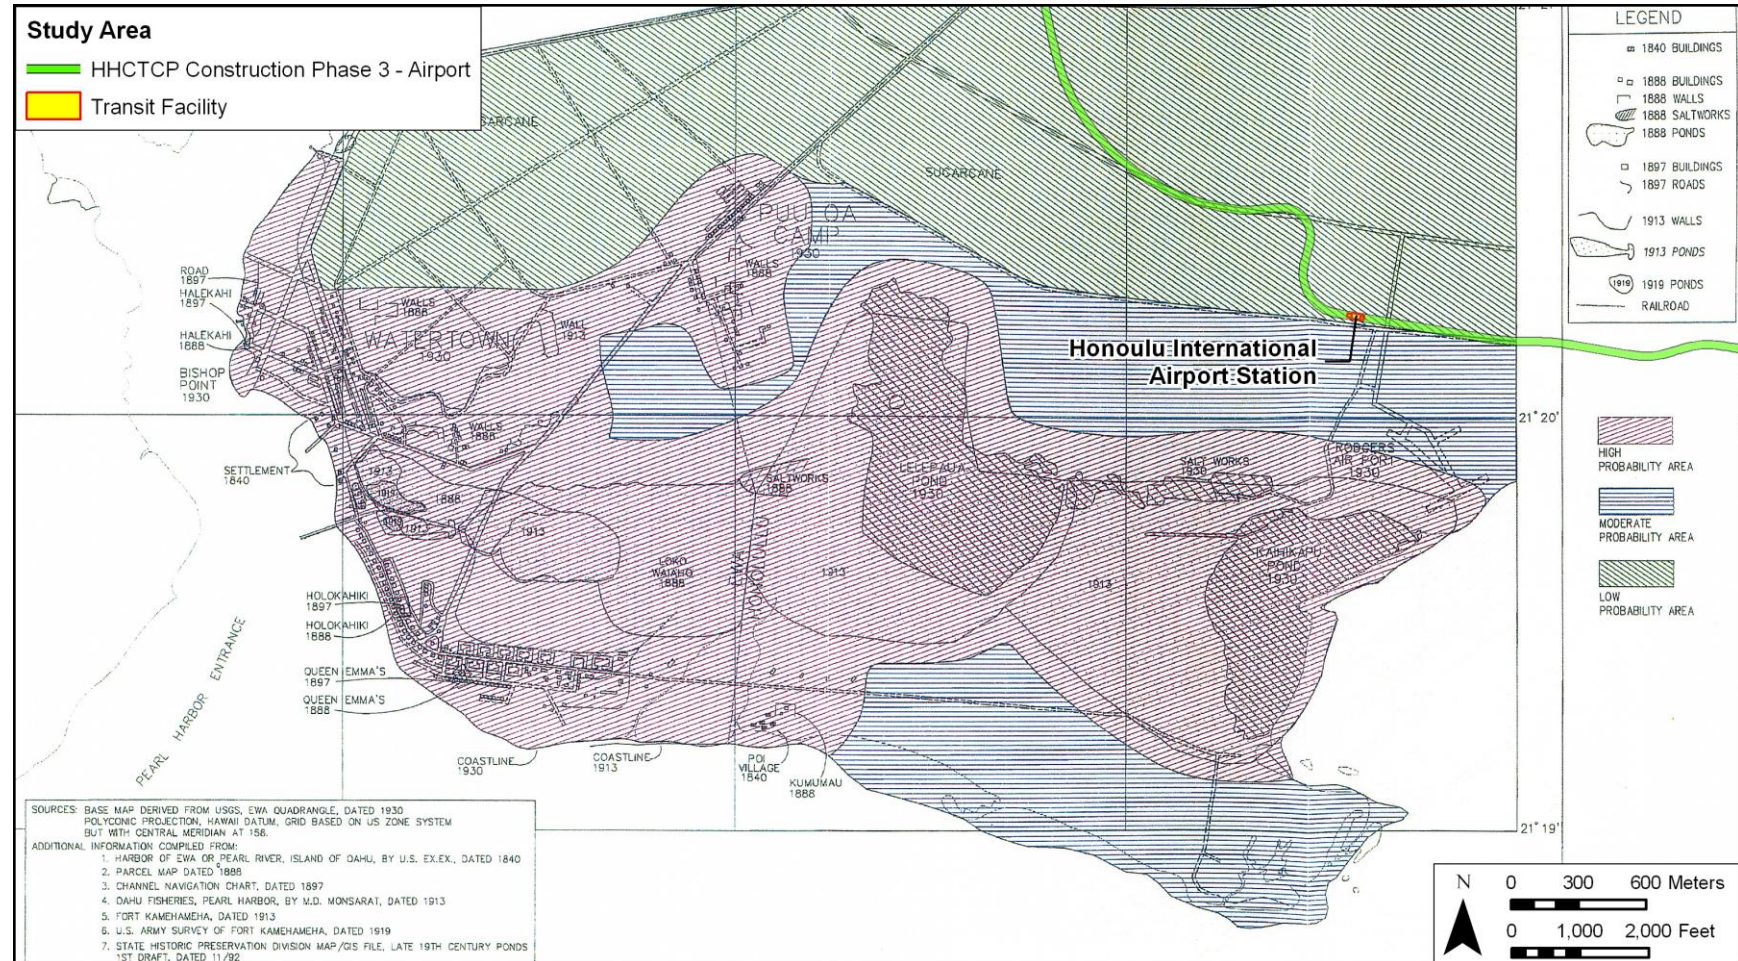 Study Area
HHCTCP Construction Phase 3 - Airport
Transit Facility
LEGEND
1840 BUILDINGS
1888 BUILDINGS
1888 WALLS
1888 SALTWORKS
1888 PONDS
1897 BUILDINGS
1897 ROADS
1913 WALLS
1913 PONDS
1919
1919 PONDS
RAILROAD
SUGARCANE
PUULOA
CAMP
1930
WALLS
1888
ROAD
1897
HALEKAHI
1897
HALEKAHI
1888
BISHOP
POINT
1930
WALLS
1888
WATERTOWN
1930
WALL
1913
Honoulu International
Airport Station
21° 20'
WALLS
1888
SETTLEMENT
1840
1913
1919
1888
1913
SALTWORKS
1888
LELEPAUA
POND
1930
SALT WORKS
1930
RODGERS
AIR PORT
1930
HIGH
PROBABILITY AREA
MODERATE
PROBABILITY AREA
LOW
PROBABILITY AREA
LOKO
WAIAHO
1888
1913
1913
KAIHIKAPU
POND
1930
HOLOKAHIKI
1897
HOLOKAHIKI
1888
QUEEN EMMA'S
1897
QUEEN EMMA'S
1888
PEARL HARBOR ENTRANCE
COASTLINE
1930
COASTLINE
1913
POI
VILLAGE
1840
KUMUMAU
1888
21° 19'
SOURCES: BASE MAP DERIVED FROM USGS, EWA QUADRANGLE, DATED 1930
POLYCONIC PROJECTION, HAWAII DATUM, GRID BASED ON US ZONE SYSTEM
BUT WITH CENTRAL MERIDIAN AT 158.
ADDITIONAL INFORMATION COMPILED FROM:
1. HARBOR OF EWA OR PEARL RIVER, ISLAND OF OAHU, BY U.S. EX.EX., DATED 1840
2. PARCEL MAP DATED 1888
3. CHANNEL NAVIGATION CHART, DATED 1897
4. OAHU FISHERIES, PEARL HARBOR, BY M.D. MONSARAT, DATED 1913
5. FORT KAMEHAMEHA, DATED 1913
6. U.S. ARMY SURVEY OF FORT KAMEHAMEHA, DATED 1919
7. STATE HISTORIC PRESERVATION DIVISION MAP/GIS FILE, LATE 19TH CENTURY PONDS
1ST DRAFT, DATED 11/92
N
0 300 600 Meters
0 1,000 2,000 Feet